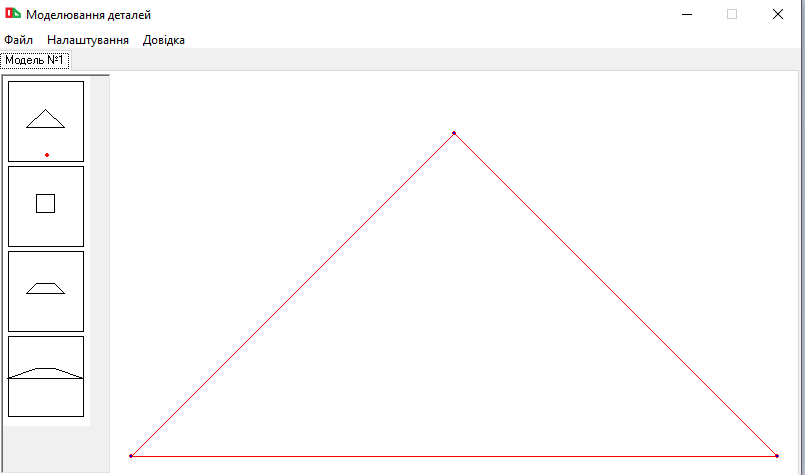 Моделювання деталей
Файл Налаштування Довідка
Модель №1